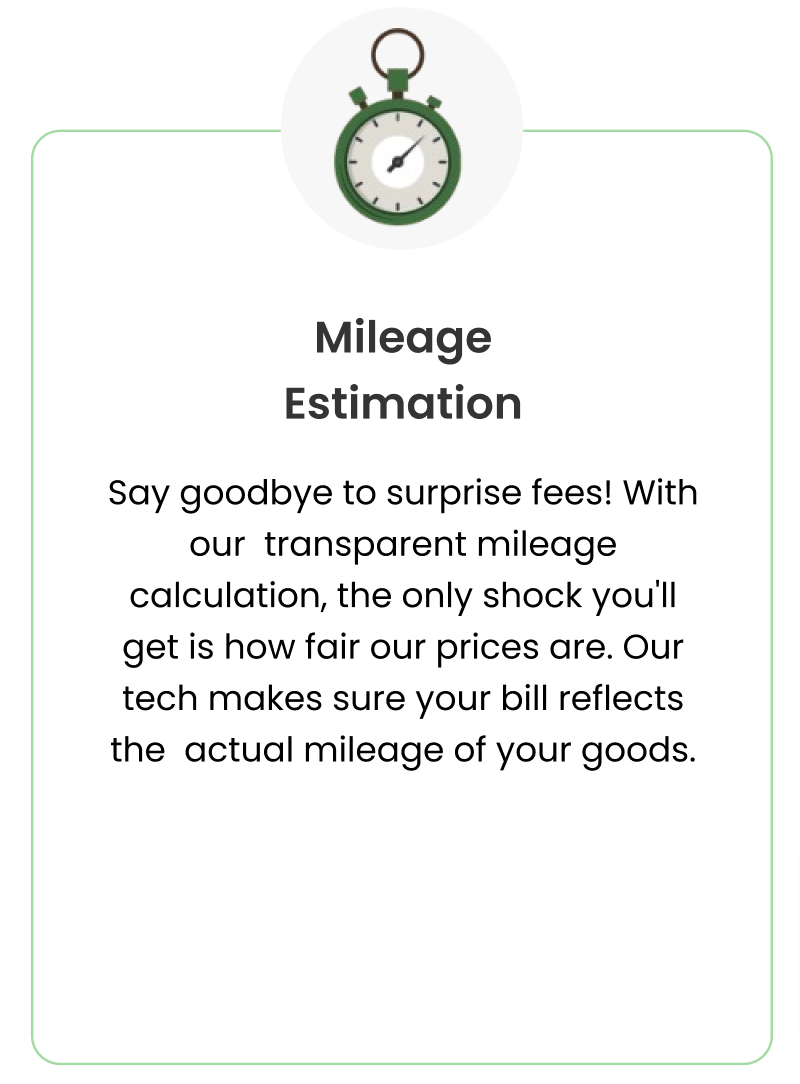 Mileage
Estimation
Say goodbye to surprise fees! With
our  transparent mileage
calculation, the only shock you'll
get is how fair our prices are. Our
tech makes sure your bill reflects
the  actual mileage of your goods.